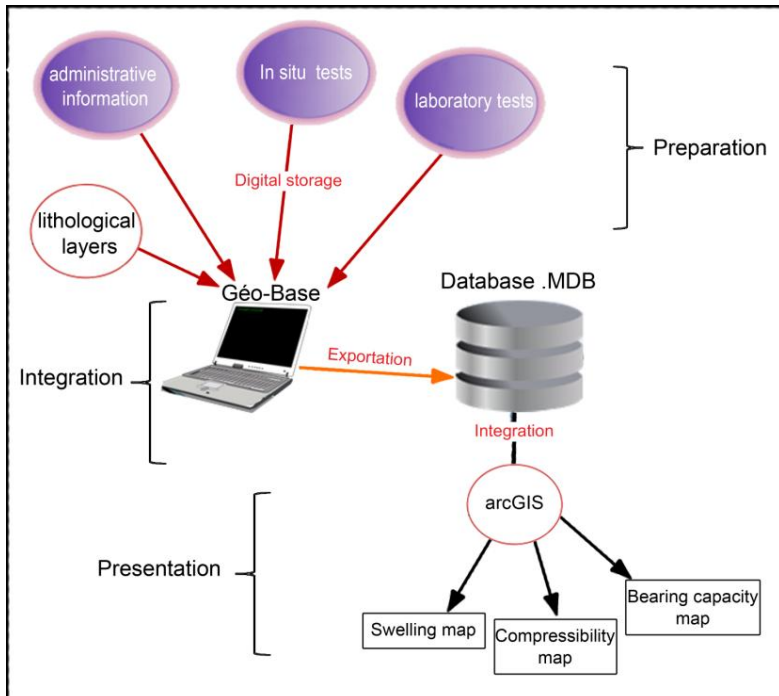 administrative
information
In situ tests
laboratory tests
Preparation
Digital storage
lithological
layers
Géo-Base
Database .MDB
Exportation
Integration
Integration
arcGIS
Presentation
Swelling map
Compressibility
map
Bearing capacity
map